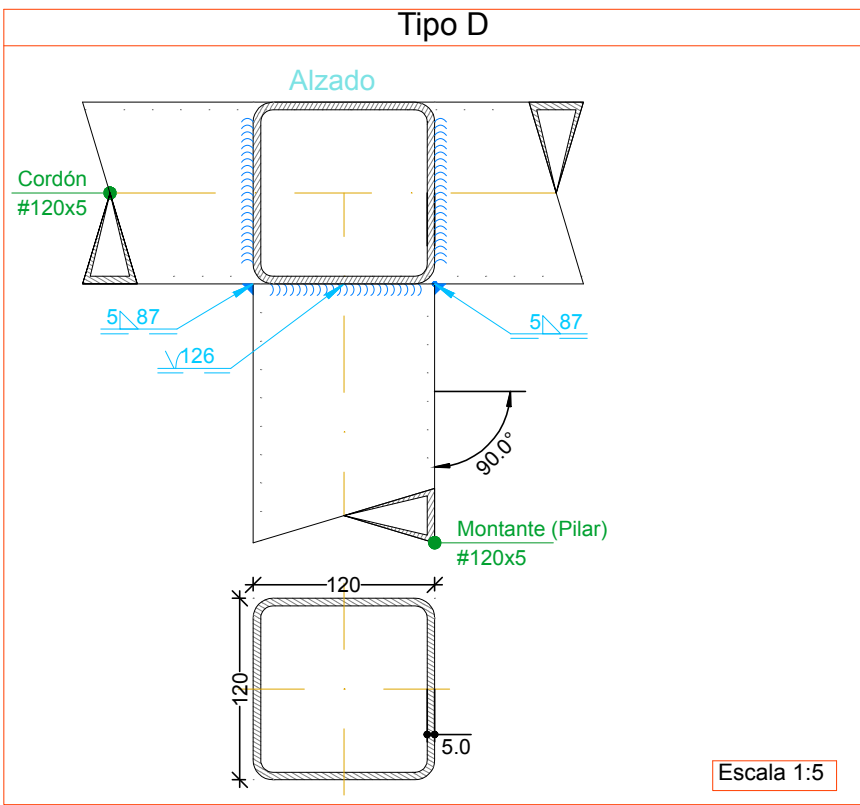 Tipo D
Alzado
Cordón
#120x5
5 87
5 87
126
90.0°
Montante (Pilar)
#120x5
120
120
5.0
Escala 1:5